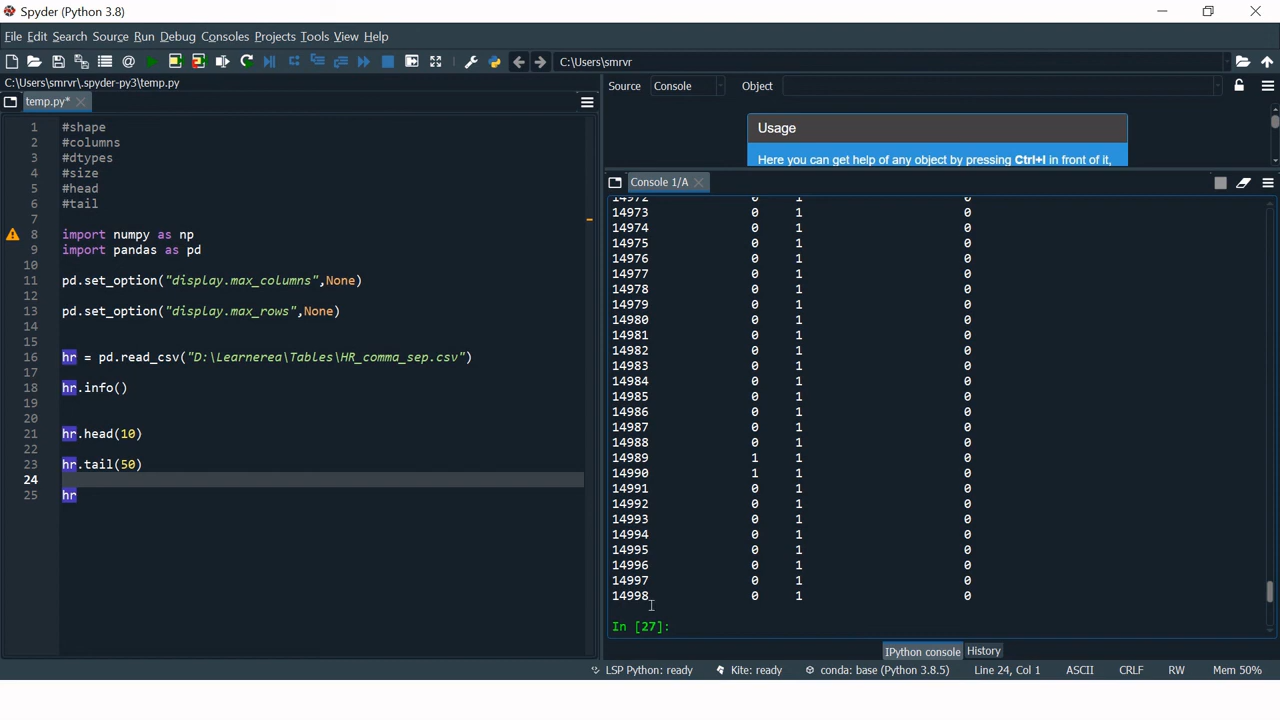 Spyder (Python 3.8)
File Edit Search Source Run Debug Consoles Projects Tools View Help
C:\Users\smrvr
C:\Users\smrvr\.spyder-py3\temp.py
temp.py*
1 #shape
2 #columns
3 #dtypes
4 #size
5 #head
6 #tail
7
8 import numpy as np
9 import pandas as pd
10
11 pd.set_option("display.max_columns",None)
12
13 pd.set_option("display.max_rows",None)
14
15
16 hr = pd.read_csv("D:\Learnerea\Tables\HR_comma_sep.csv")
17
18 hr.info()
19
20
21 hr.head(10)
22
23 hr.tail(50)
24
25 hr
Source Console Object
Usage
Here you can get help of any object by pressing Ctrl+I in front of it,
Console 1/A
14972 0 1 0
14973 0 1 0
14974 0 1 0
14975 0 1 0
14976 0 1 0
14977 0 1 0
14978 0 1 0
14979 0 1 0
14980 0 1 0
14981 0 1 0
14982 0 1 0
14983 0 1 0
14984 0 1 0
14985 0 1 0
14986 0 1 0
14987 0 1 0
14988 0 1 0
14989 1 1 0
14990 1 1 0
14991 0 1 0
14992 0 1 0
14993 0 1 0
14994 0 1 0
14995 0 1 0
14996 0 1 0
14997 0 1 0
14998 0 1 0
In [27]:
IPython console History
LSP Python: ready Kite: ready conda: base (Python 3.8.5) Line 24, Col 1 ASCII CRLF RW Mem 50%